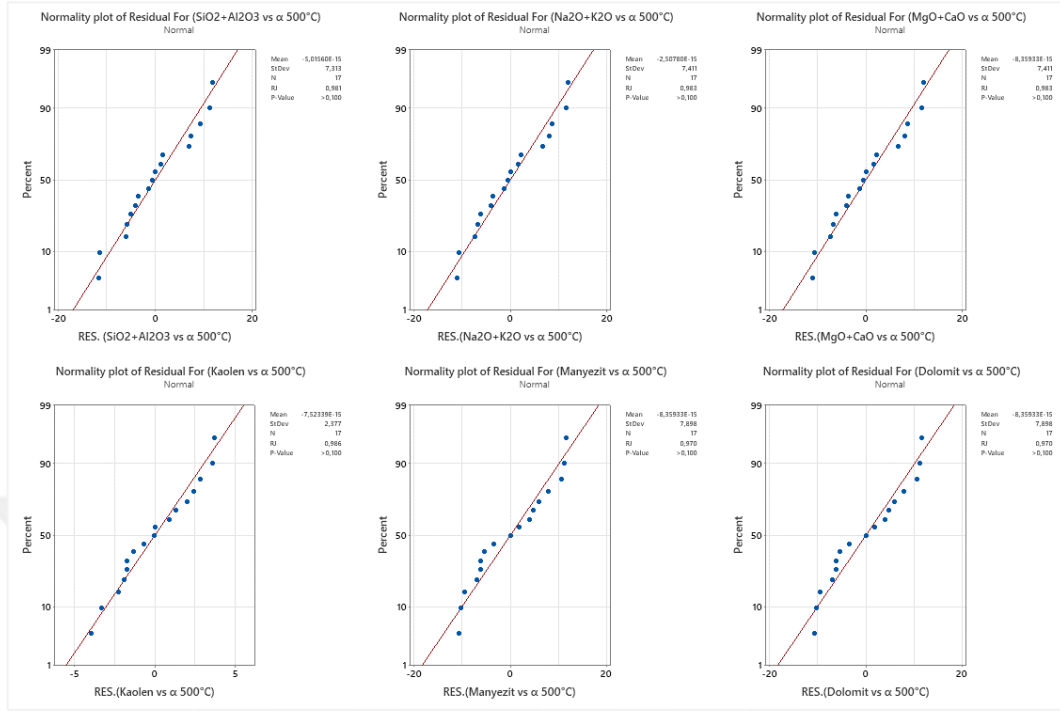 Normality plot of Residual For (SiO2+Al2O3 vs α 500°C)
Normal
99
90
50
10
1
Percent
-20
0
20
RES. (SiO2+Al2O3 vs α 500°C)
Mean -5,01560E-15
StDev 7,313
N 17
RJ 0,981
P-Value >0,100
Normality plot of Residual For (Na2O+K2O vs α 500°C)
Normal
99
90
50
10
1
Percent
-20
0
20
RES.(Na2O+K2O vs α 500°C)
Mean -2,50780E-15
StDev 7,411
N 17
RJ 0,983
P-Value >0,100
Normality plot of Residual For (MgO+CaO vs α 500°C)
Normal
99
90
50
10
1
Percent
-20
0
20
RES.(MgO+CaO vs α 500°C)
Mean -8,35933E-15
StDev 7,411
N 17
RJ 0,983
P-Value >0,100
Normality plot of Residual For (Kaolen vs α 500°C)
Normal
99
90
50
10
1
Percent
-5
0
5
RES.(Kaolen vs α 500°C)
Mean -7,52339E-15
StDev 2,377
N 17
RJ 0,986
P-Value >0,100
Normality plot of Residual For (Manyezit vs α 500°C)
Normal
99
90
50
10
1
Percent
-20
0
20
RES.(Manyezit vs α 500°C)
Mean -8,35933E-15
StDev 7,898
N 17
RJ 0,970
P-Value >0,100
Normality plot of Residual For (Dolomit vs α 500°C)
Normal
99
90
50
10
1
Percent
-20
0
20
RES.(Dolomit vs α 500°C)
Mean -8,35933E-15
StDev 7,898
N 17
RJ 0,970
P-Value >0,100